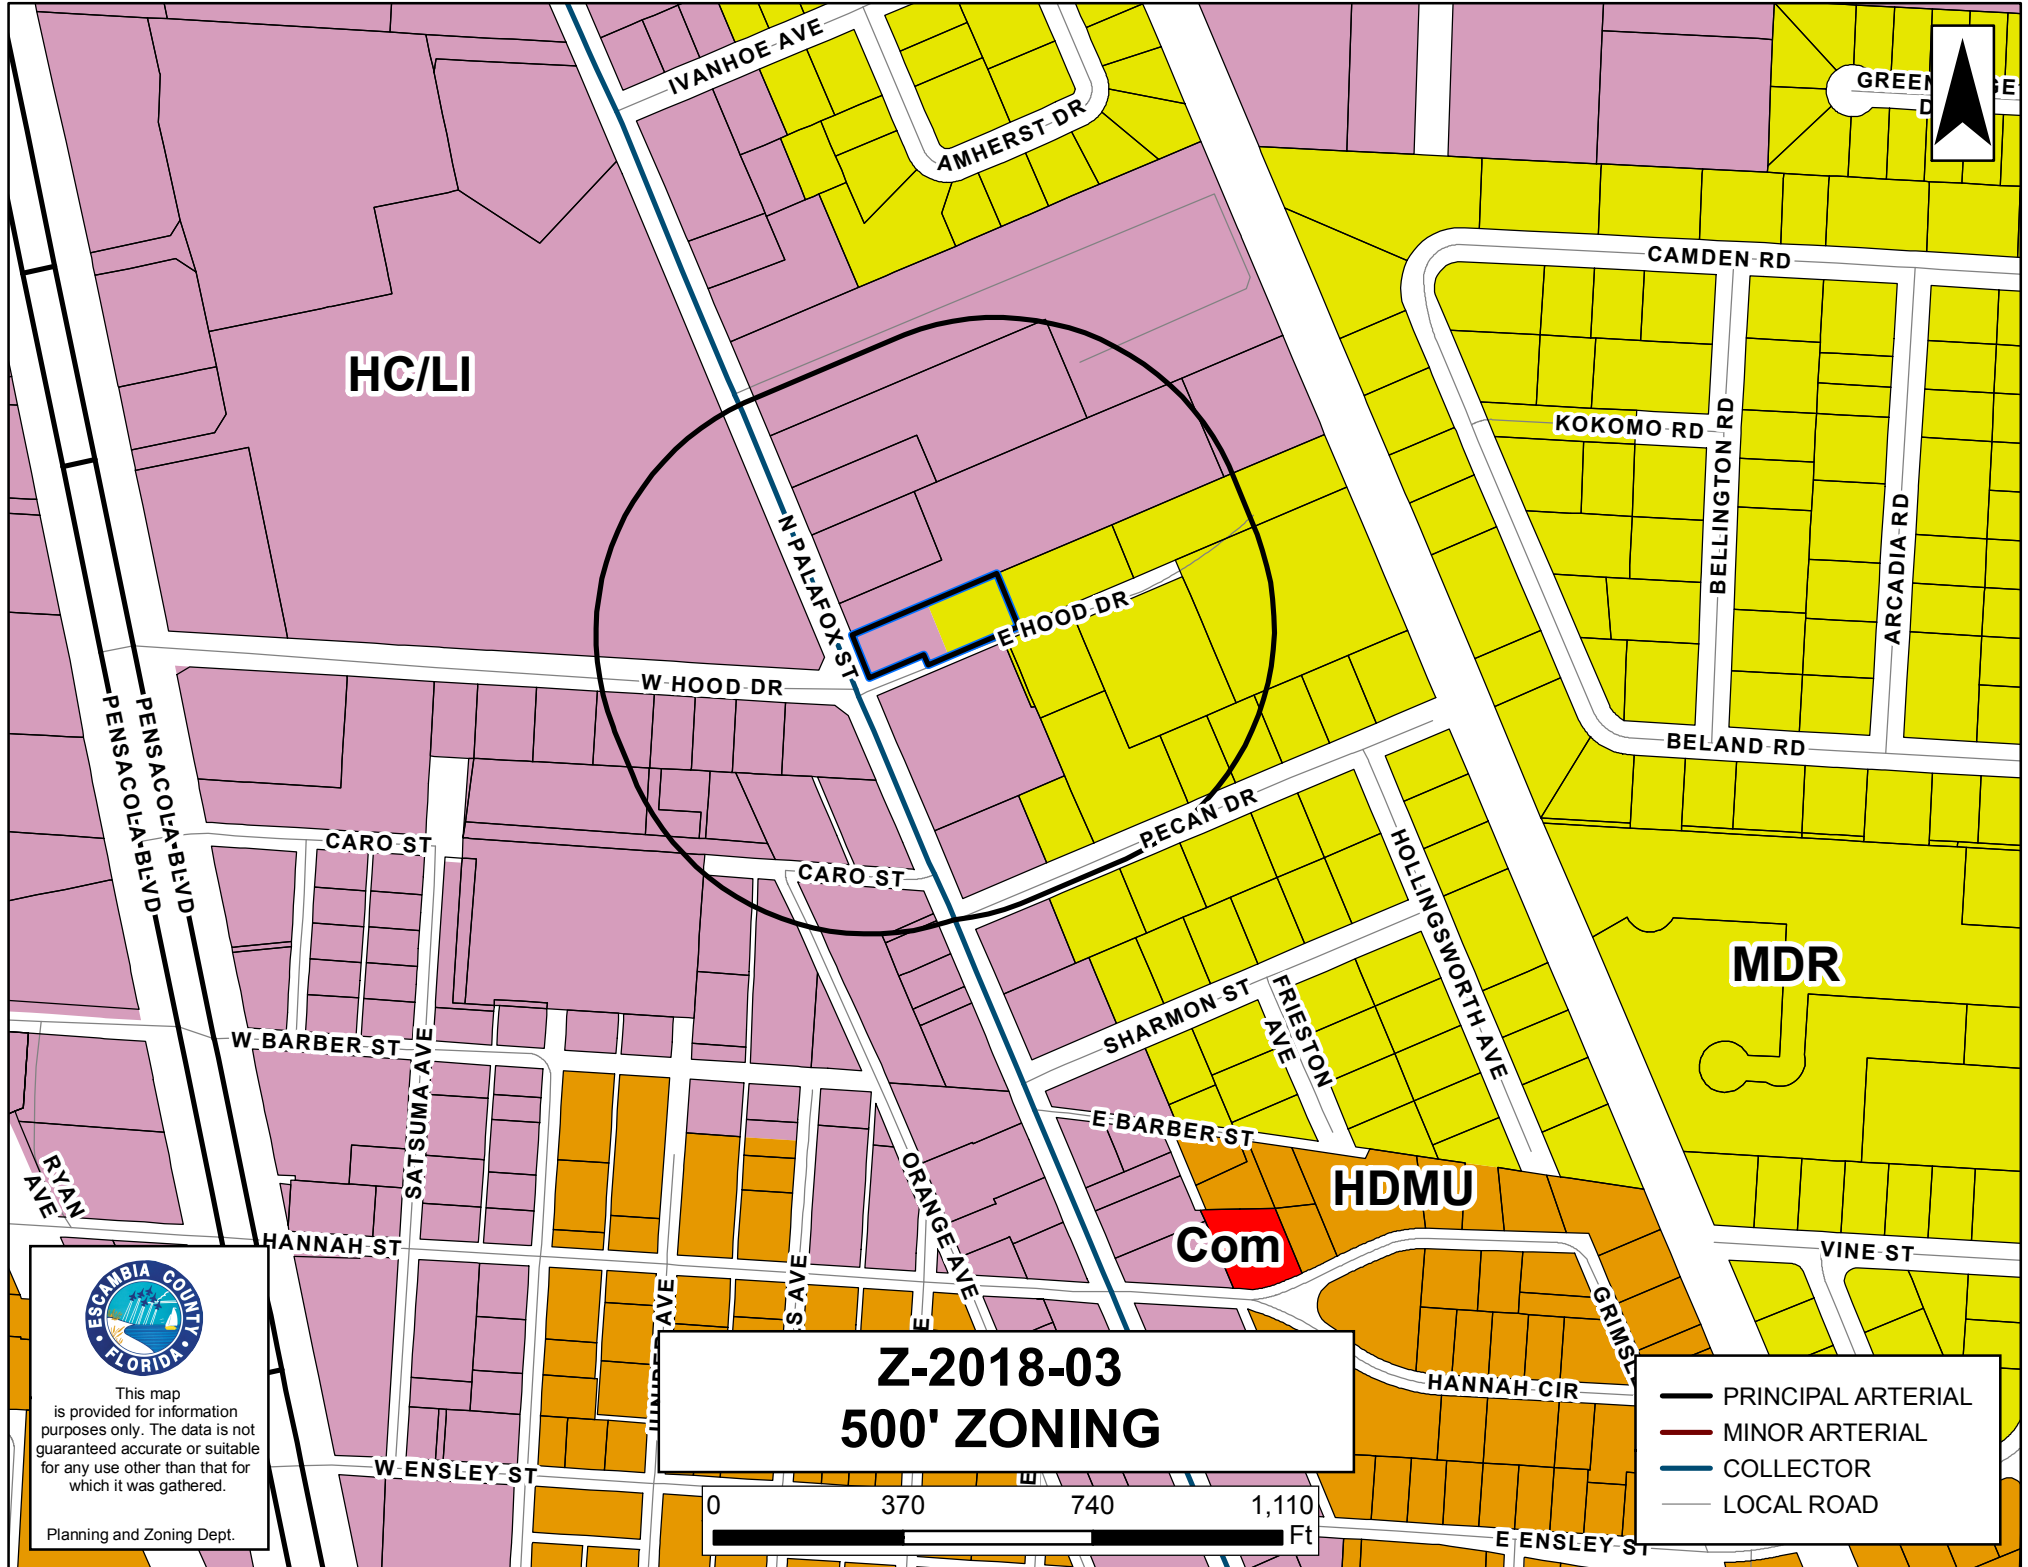 IVANHOE AVE
AMHERST DR
CAMDEN RD
HC/LI
KOKOMO RD
BELLINGTON RD
ARCADIA RD
N PALAFOX ST
E HOOD DR
W HOOD DR
BELAND RD
PENSACOLA BLVD
PENSACOLA BLVD
PECAN DR
CARO ST
CARO ST
HOLLINGSWORTH AVE
MDR
SHARMON ST
FRIESTON
AVE
W BARBER ST
SATSUMA AVE
E BARBER ST
RYAN
AVE
ORANGE AVE
HDMU
Com
HANNAH ST
VINE ST
HANNAH CIR
W ENSLEY ST
E ENSLEY ST
ESCAMBIA COUNTY
FLORIDA
This map
is provided for information
purposes only. The data is not
guaranteed accurate or suitable
for any use other than that for
which it was gathered.
Planning and Zoning Dept.
Z-2018-03
500' ZONING
0 370 740 1,110
Ft
PRINCIPAL ARTERIAL
MINOR ARTERIAL
COLLECTOR
LOCAL ROAD